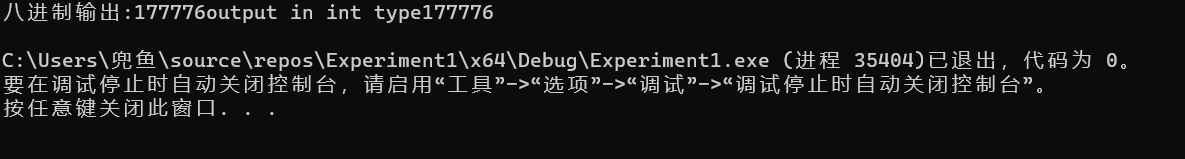 八进制输出:177776output in int type177776
C:\Users\兜鱼\source\repos\Experiment1\x64\Debug\Experiment1.exe (进程 35404)已退出，代码为 0。
要在调试停止时自动关闭控制台，请启用“工具”->“选项”->“调试”->“调试停止时自动关闭控制台”。
按任意键关闭此窗口. . .